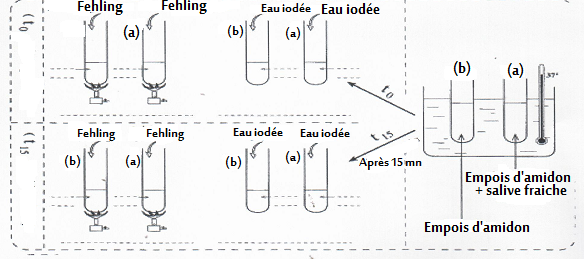 Fehling Fehling Eau iodée Eau iodée
(t0
(a) (b) (a)
(b) (a)
37°
t0
t15
Fehling Fehling Eau iodée Eau iodée
(t15
(b) (a) (b) (a)
Après 15 mn
Empois d'amidon
+ salive fraiche
Empois d'amidon